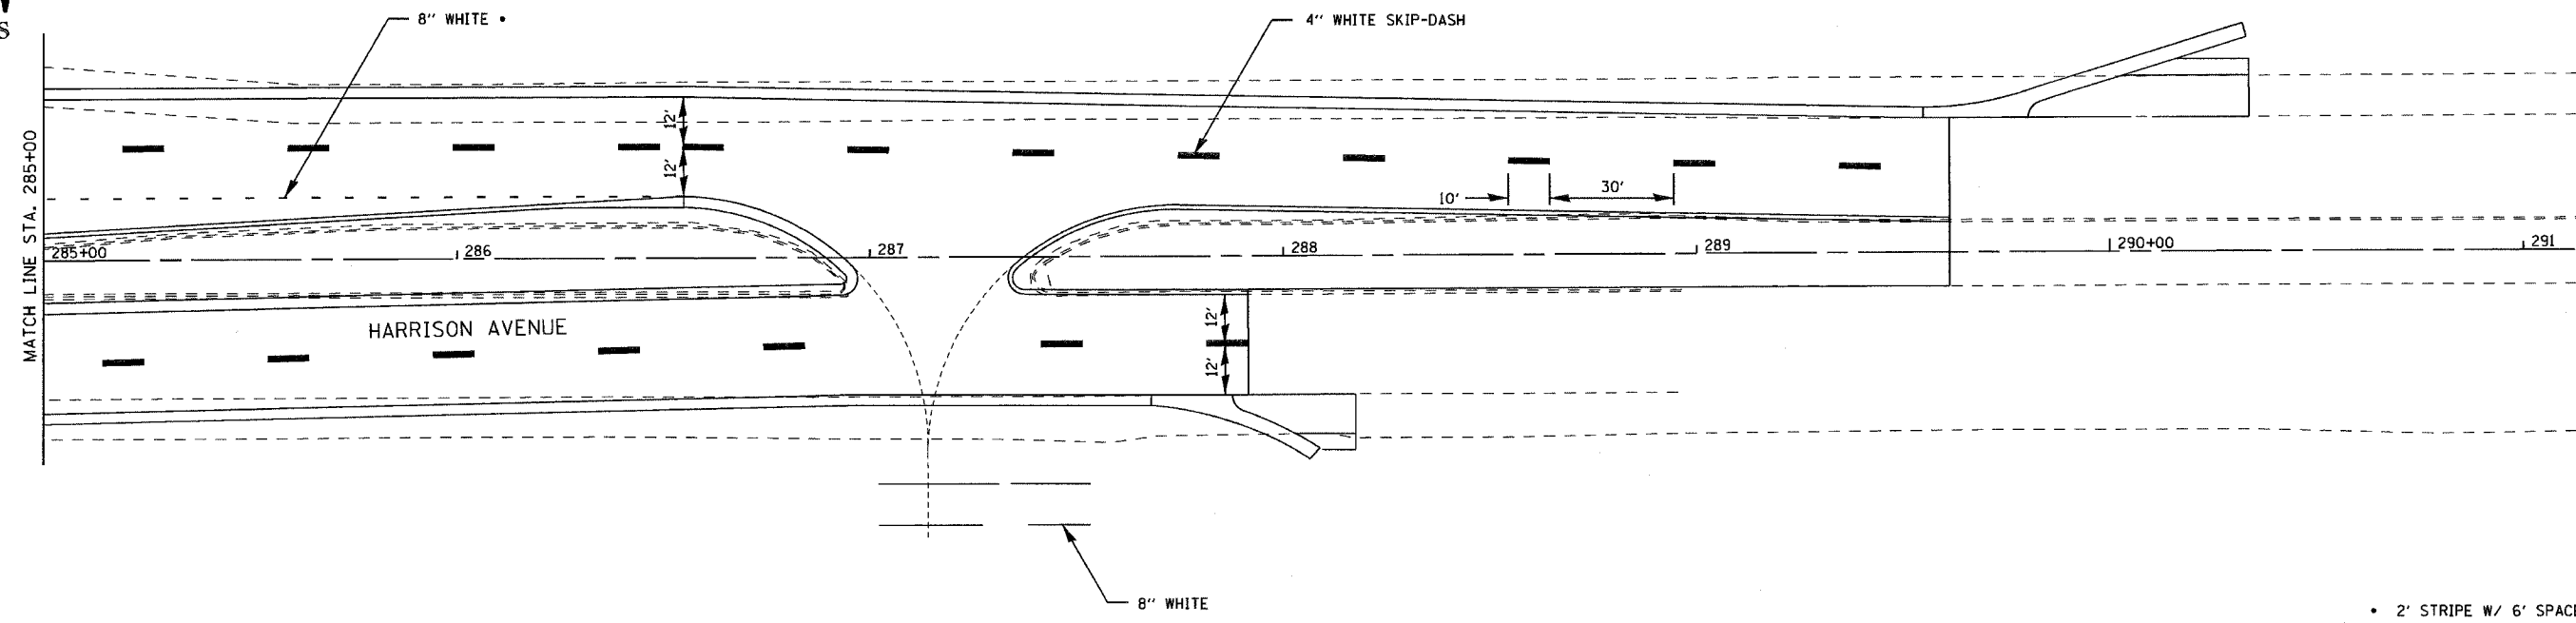 8" WHITE •
4" WHITE SKIP-DASH
S
MATCH LINE STA. 285+00
12'
12'
10'
30'
285+00
286
287
288
289
290+00
291
HARRISON AVENUE
12'
12'
8" WHITE
• 2' STRIPE W/ 6' SPACE